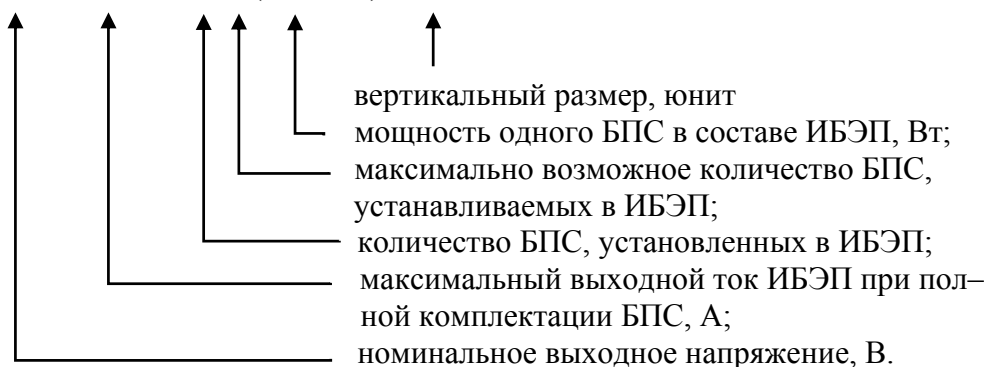 вертикальный размер, юнит
мощность одного БПС в составе ИБЭП, Вт;
максимально возможное количество БПС,
устанавливаемых в ИБЭП;
количество БПС, установленных в ИБЭП;
максимальный выходной ток ИБЭП при пол–
ной комплектации БПС, А;
номинальное выходное напряжение, В.